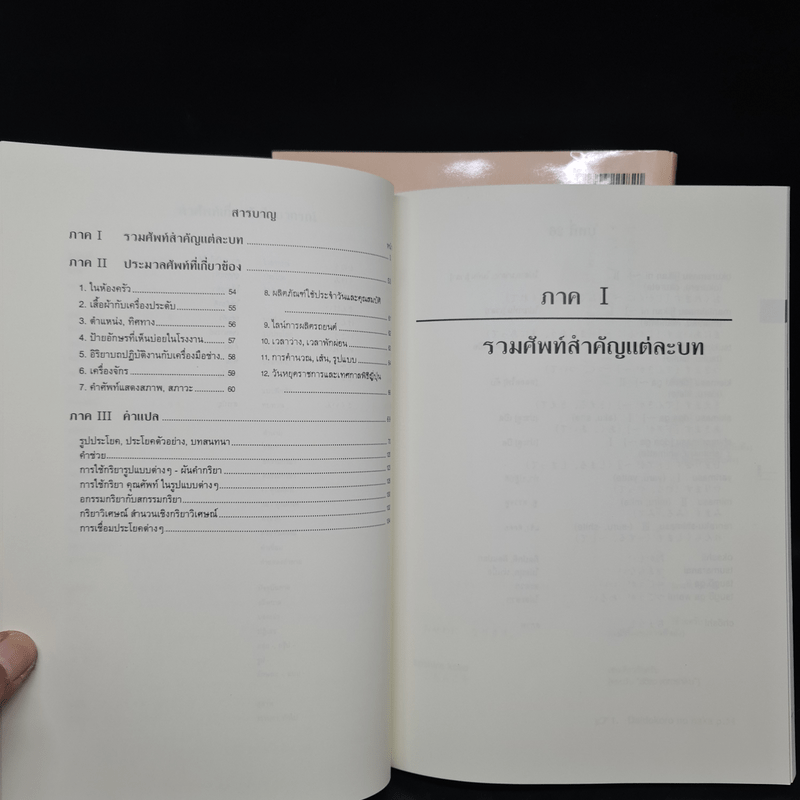 สารบาญ
ภาค I รวมศัพท์สำคัญแต่ละบท
ภาค II ประมวลศัพท์ที่เกี่ยวข้อง
1. ในห้องครัว 54
2. เสื้อผ้ากับเครื่องประดับ 55
3. ตำแหน่ง, ทิศทาง 56
4. ป้ายอักษรที่เห็นบ่อยในโรงงาน 57
5. อิริยาบถปฏิบัติงานกับเครื่องมือช่าง 58
6. เครื่องจักร 59
7. คำศัพท์แสดงสภาพ, สภาวะ 60
8. ผลิตภัณฑ์ใช้ประจำวันและคุณสมบัติ
9. ไลน์การผลิตรถยนต์
10. เวลาว่าง, เวลาพักผ่อน
11. การคำนวณ, เส้น, รูปแบบ
12. วันหยุดราชการและเทศกาลพิธีญี่ปุ่น
ภาค III คำแปล
รูปประโยค, ประโยคตัวอย่าง, บทสนทนา
คำช่วย
การใช้กริยารูปแบบต่างๆ - ผันคำกริยา
การใช้กริยา คุณศัพท์ ในรูปแบบต่างๆ
อกรรมกริยากับสกรรมกริยา
กริยาวิเศษณ์ สำนวนเชิงกริยาวิเศษณ์
การเชื่อมประโยคต่างๆ
ภาค I
รวมศัพท์สำคัญแต่ละบท